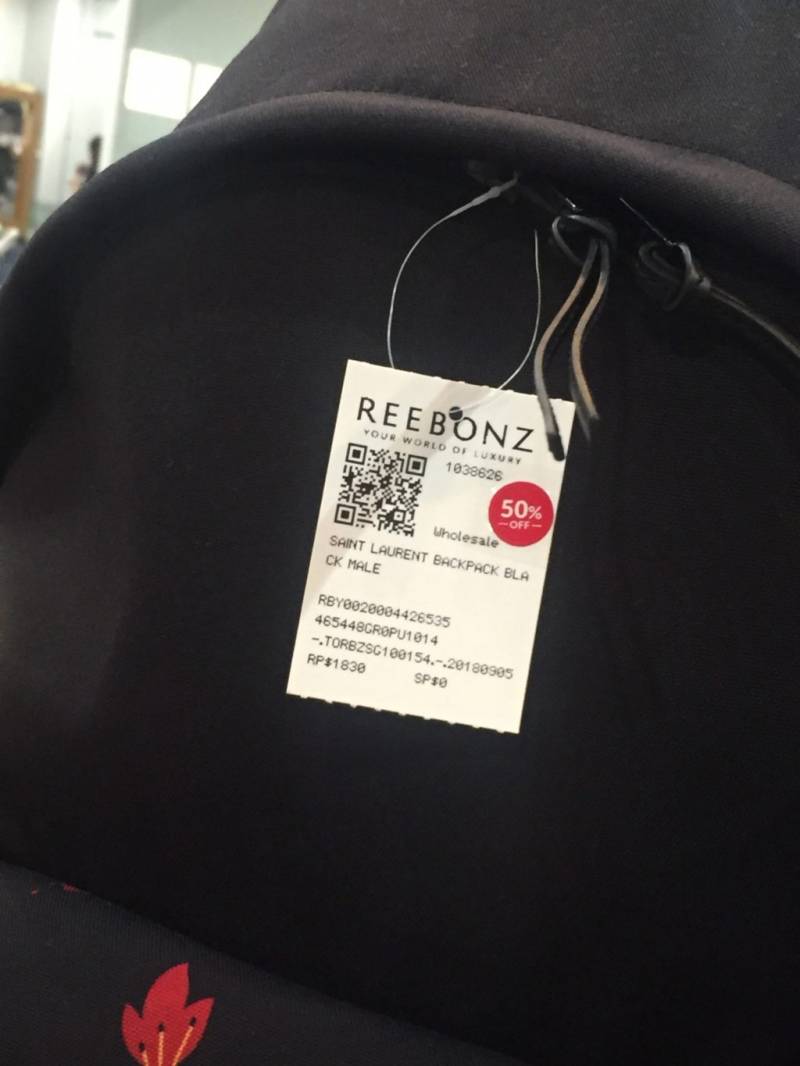 REEBONZ
YOUR WORLD OF LUXURY
1038626
50%
OFF
Wholesale
SAINT LAURENT BACKPACK BLA
CK MALE
RBY0020004426535
465448GR0PU1014
-.TORBZSG100154.-.20180905
RP$1830 SP$0